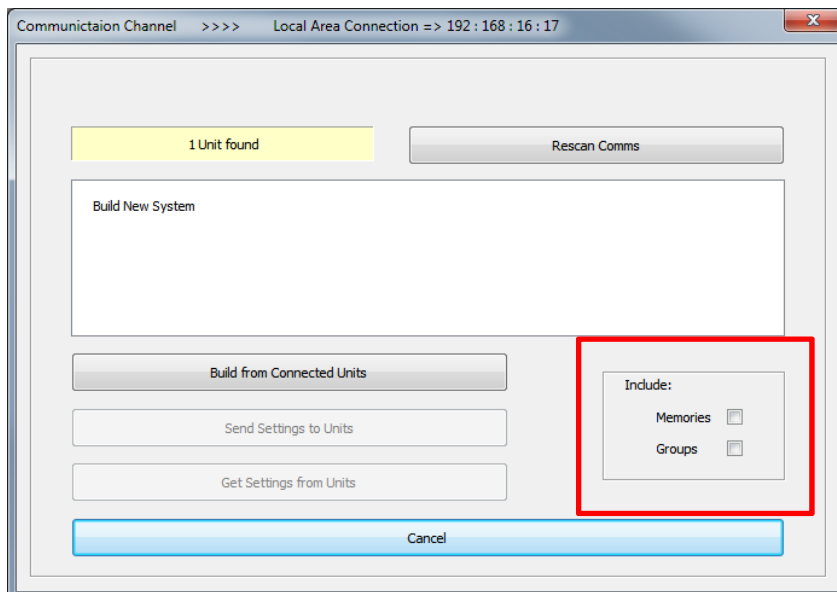 Communictaion Channel >>>> Local Area Connection => 192 : 168 : 16 : 17
1 Unit found
Rescan Comms
Build New System
Build from Connected Units
Include:
Memories
Send Settings to Units
Groups
Get Settings from Units
Cancel